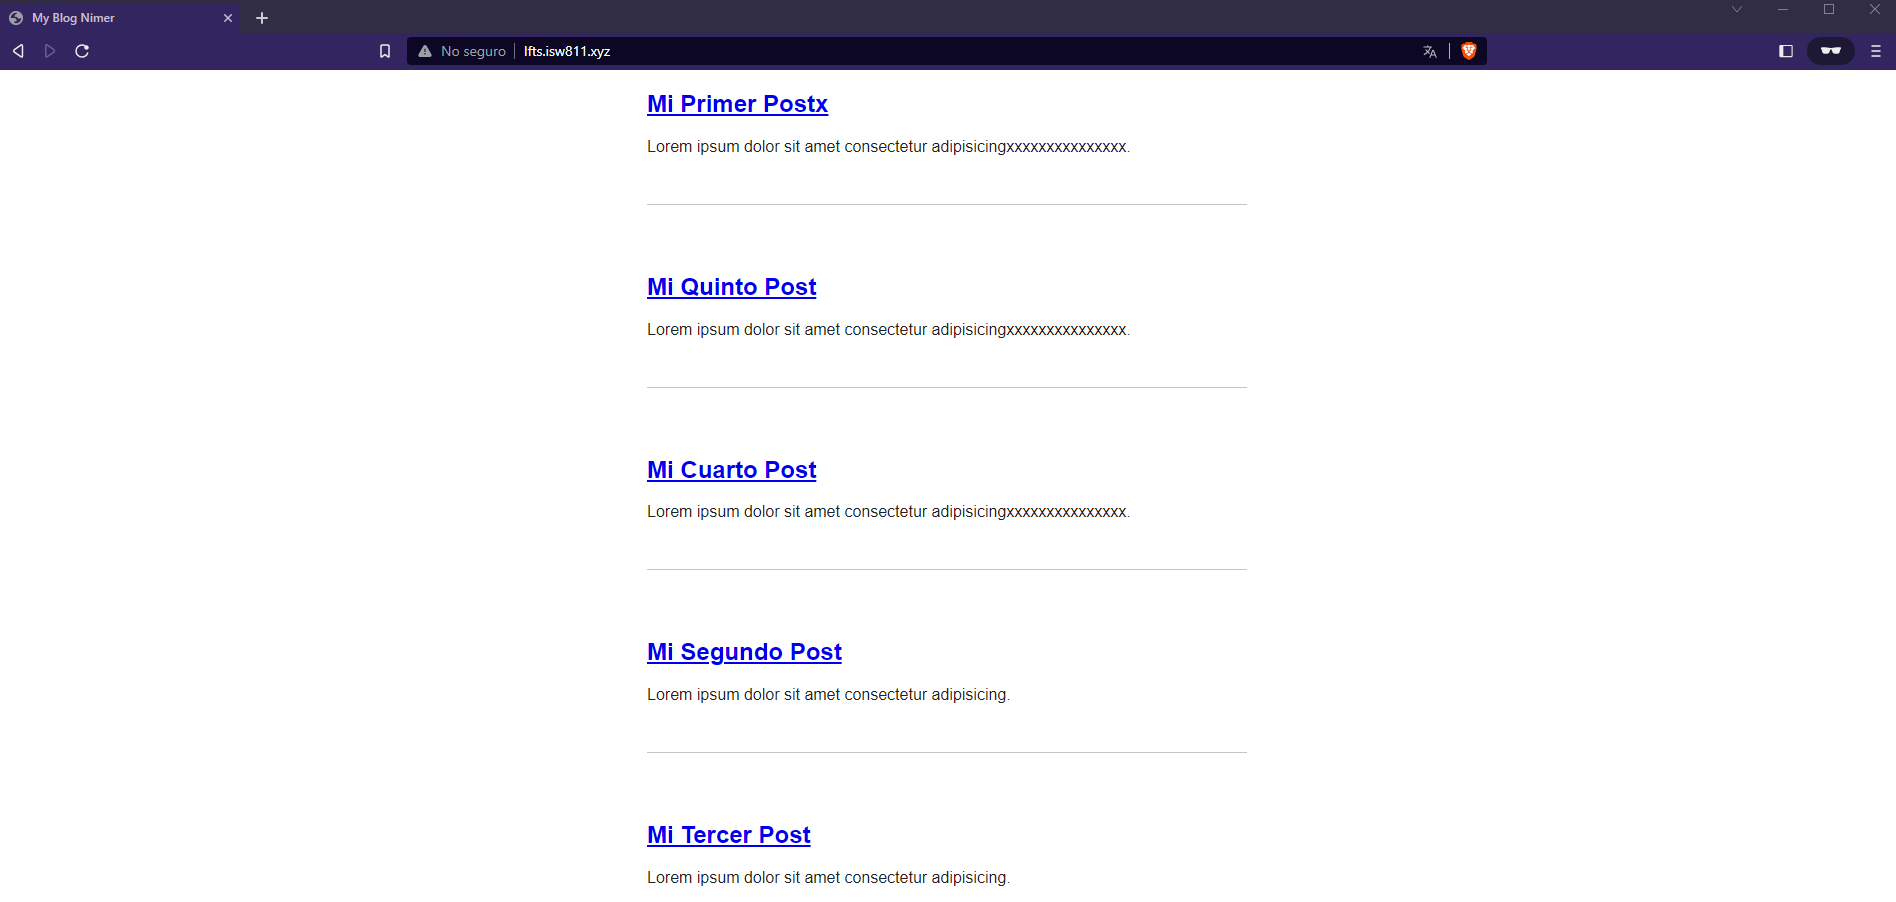 My Blog Nimer
No seguro lfts.isw811.xyz
Mi Primer Postx
Lorem ipsum dolor sit amet consectetur adipisicingxxxxxxxxxxxxxxx.
Mi Quinto Post
Lorem ipsum dolor sit amet consectetur adipisicingxxxxxxxxxxxxxxx.
Mi Cuarto Post
Lorem ipsum dolor sit amet consectetur adipisicingxxxxxxxxxxxxxxx.
Mi Segundo Post
Lorem ipsum dolor sit amet consectetur adipisicing.
Mi Tercer Post
Lorem ipsum dolor sit amet consectetur adipisicing.